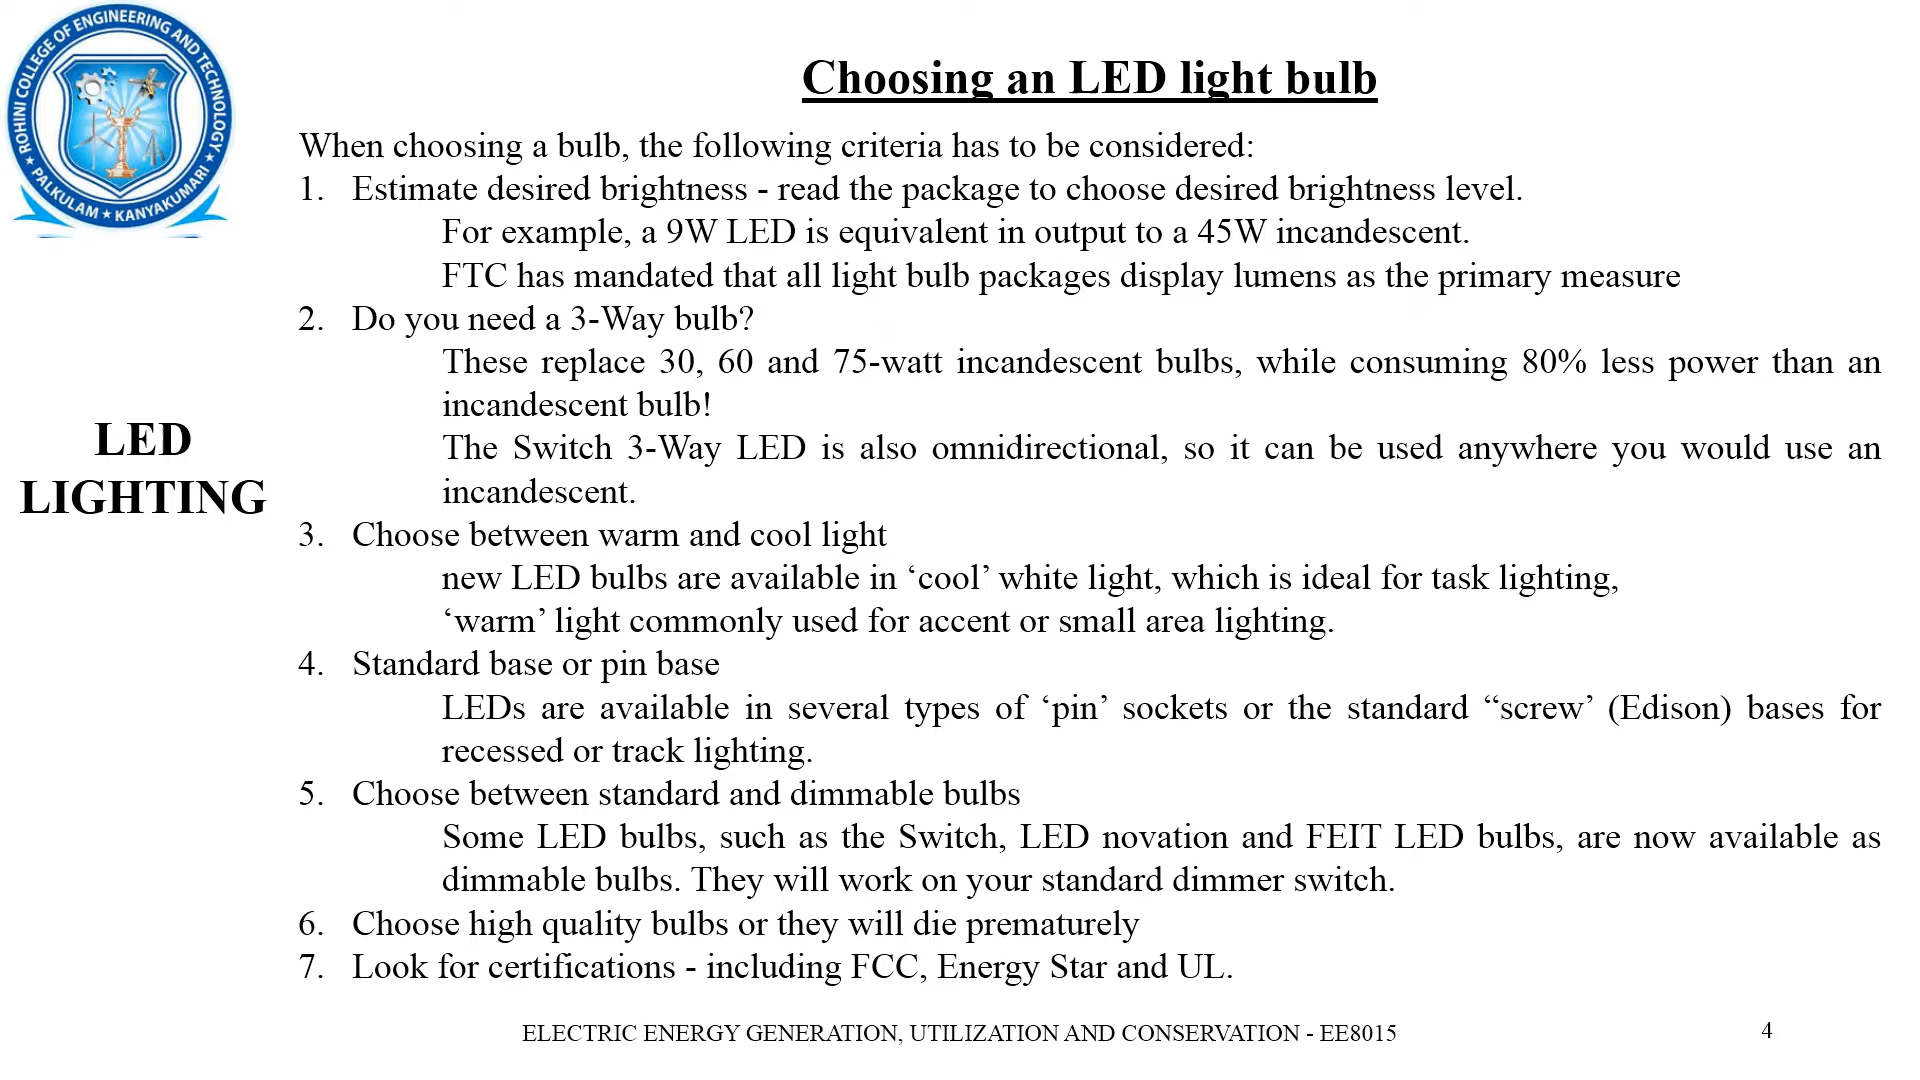 ROHINI COLLEGE OF ENGINEERING AND TECHNOLOGY
★ PALKULAM ★ KANYAKUMARI ★
Choosing an LED light bulb
When choosing a bulb, the following criteria has to be considered:
1. Estimate desired brightness - read the package to choose desired brightness level.
For example, a 9W LED is equivalent in output to a 45W incandescent.
FTC has mandated that all light bulb packages display lumens as the primary measure
2. Do you need a 3-Way bulb?
These replace 30, 60 and 75-watt incandescent bulbs, while consuming 80% less power than an
incandescent bulb!
The Switch 3-Way LED is also omnidirectional, so it can be used anywhere you would use an
incandescent.
LED
LIGHTING
3. Choose between warm and cool light
new LED bulbs are available in ‘cool’ white light, which is ideal for task lighting,
‘warm’ light commonly used for accent or small area lighting.
4. Standard base or pin base
LEDs are available in several types of ‘pin’ sockets or the standard “screw’ (Edison) bases for
recessed or track lighting.
5. Choose between standard and dimmable bulbs
Some LED bulbs, such as the Switch, LED novation and FEIT LED bulbs, are now available as
dimmable bulbs. They will work on your standard dimmer switch.
6. Choose high quality bulbs or they will die prematurely
7. Look for certifications - including FCC, Energy Star and UL.
ELECTRIC ENERGY GENERATION, UTILIZATION AND CONSERVATION - EE8015
4